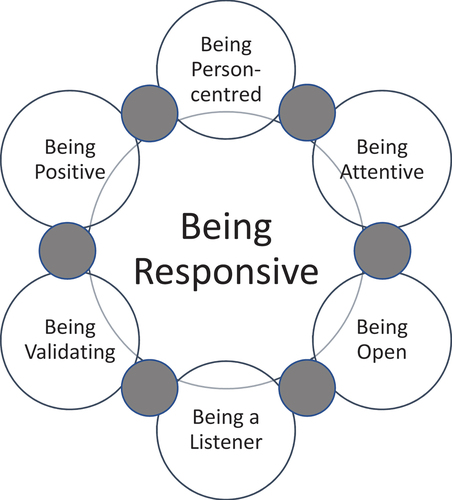 Being
Person-
centred
Being
Attentive
Being
Open
Being a
Listener
Being
Validating
Being
Positive
Being
Responsive